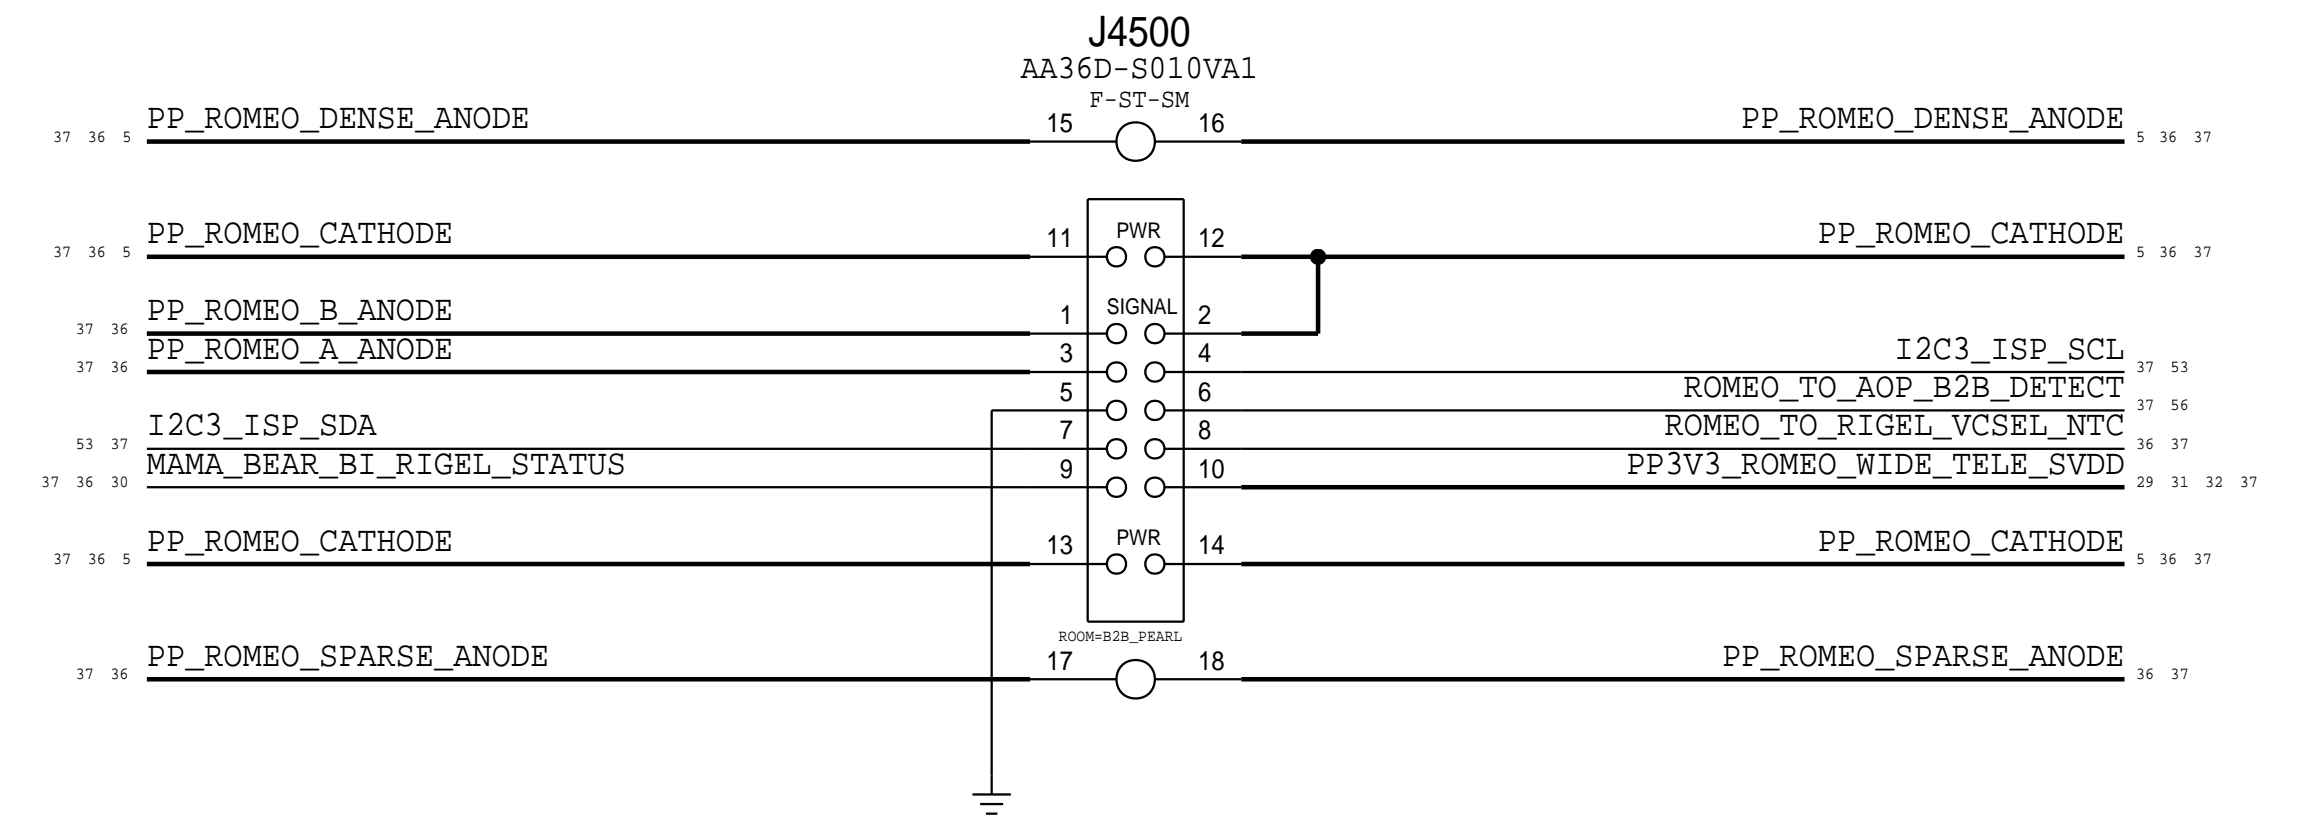 J4500
AA36D-S010VA1
F-ST-SM
37 36 5 PP_ROMEO_DENSE_ANODE 15 16 PP_ROMEO_DENSE_ANODE 5 36 37
PWR
37 36 5 PP_ROMEO_CATHODE 11 12 PP_ROMEO_CATHODE 5 36 37
SIGNAL
37 36 PP_ROMEO_B_ANODE 1 2
37 36 PP_ROMEO_A_ANODE 3 4 I2C3_ISP_SCL 37 53
5 6 ROMEO_TO_AOP_B2B_DETECT 37 56
53 37 I2C3_ISP_SDA 7 8 ROMEO_TO_RIGEL_VCSEL_NTC 36 37
37 36 30 MAMA_BEAR_BI_RIGEL_STATUS 9 10 PP3V3_ROMEO_WIDE_TELE_SVDD 29 31 32 37
PWR
37 36 5 PP_ROMEO_CATHODE 13 14 PP_ROMEO_CATHODE 5 36 37
ROOM=B2B_PEARL
37 36 PP_ROMEO_SPARSE_ANODE 17 18 PP_ROMEO_SPARSE_ANODE 36 37